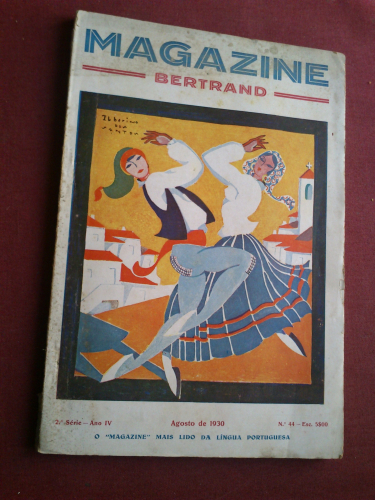 MAGAZINE
BERTRAND
2.ª Série — Ano IV Agosto de 1930 N.º 44 — Esc. 5$00
O "MAGAZINE" MAIS LIDO DA LÍNGUA PORTUGUESA